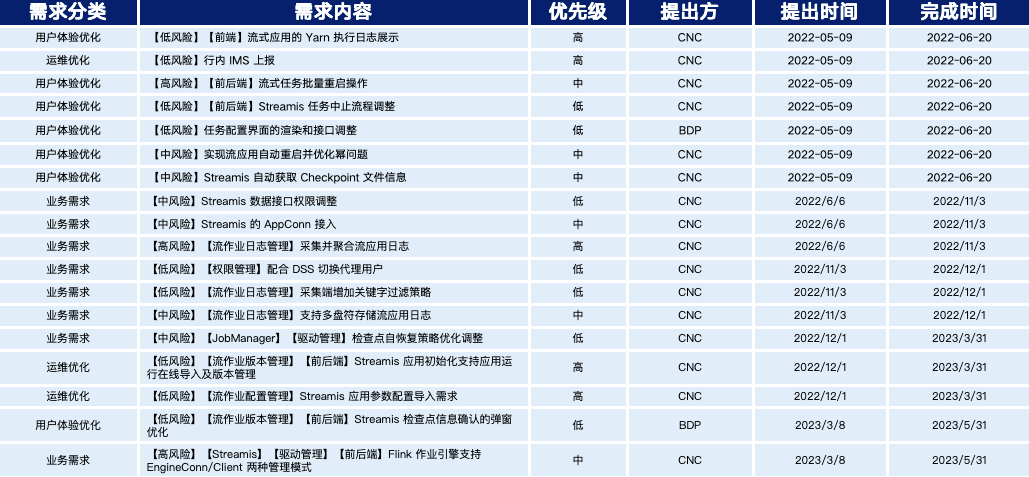 需求分类 需求内容 优先级 提出方 提出时间 完成时间
用户体验优化 【低风险】【前端】流式应用的 Yarn 执行日志展示 高 CNC 2022-05-09 2022-06-20
运维优化 【低风险】行内 IMS 上报 高 CNC 2022-05-09 2022-06-20
用户体验优化 【高风险】【前后端】流式任务批量重启操作 中 CNC 2022-05-09 2022-06-20
用户体验优化 【低风险】【前后端】Streamis 任务中止流程调整 低 CNC 2022-05-09 2022-06-20
用户体验优化 【低风险】任务配置界面的渲染和接口调整 低 BDP 2022-05-09 2022-06-20
用户体验优化 【中风险】实现流应用自动重启并优化幂问题 中 CNC 2022-05-09 2022-06-20
用户体验优化 【中风险】Streamis 自动获取 Checkpoint 文件信息 中 CNC 2022-05-09 2022-06-20
业务需求 【中风险】Streamis 数据接口权限调整 低 CNC 2022/6/6 2022/11/3
业务需求 【中风险】Streamis 的 AppConn 接入 中 CNC 2022/6/6 2022/11/3
业务需求 【高风险】【流作业日志管理】采集并聚合流应用日志 高 CNC 2022/6/6 2022/11/3
业务需求 【低风险】【权限管理】配合 DSS 切换代理用户 低 CNC 2022/11/3 2022/12/1
业务需求 【低风险】【流作业日志管理】采集端增加关键字过滤策略 低 CNC 2022/11/3 2022/12/1
业务需求 【中风险】【流作业日志管理】支持多盘符存储流应用日志 中 CNC 2022/11/3 2022/12/1
业务需求 【中风险】【JobManager】【驱动管理】检查点自恢复策略优化调整 低 CNC 2022/12/1 2023/3/31
运维优化 【低风险】【流作业版本管理】【前后端】Streamis 应用初始化支持应用运 高 CNC 2022/12/1 2023/3/31
行在线导入及版本管理
运维优化 【低风险】【流作业配置管理】Streamis 应用参数配置导入需求 高 CNC 2022/12/1 2023/3/31
用户体验优化 【低风险】【流作业版本管理】【前后端】Streamis 检查点信息确认的弹窗 低 BDP 2023/3/8 2023/5/31
优化
业务需求 【高风险】【Streamis】【驱动管理】【前后端】Flink 作业引擎支持 中 CNC 2023/3/8 2023/5/31
EngineConn/Client 两种管理模式